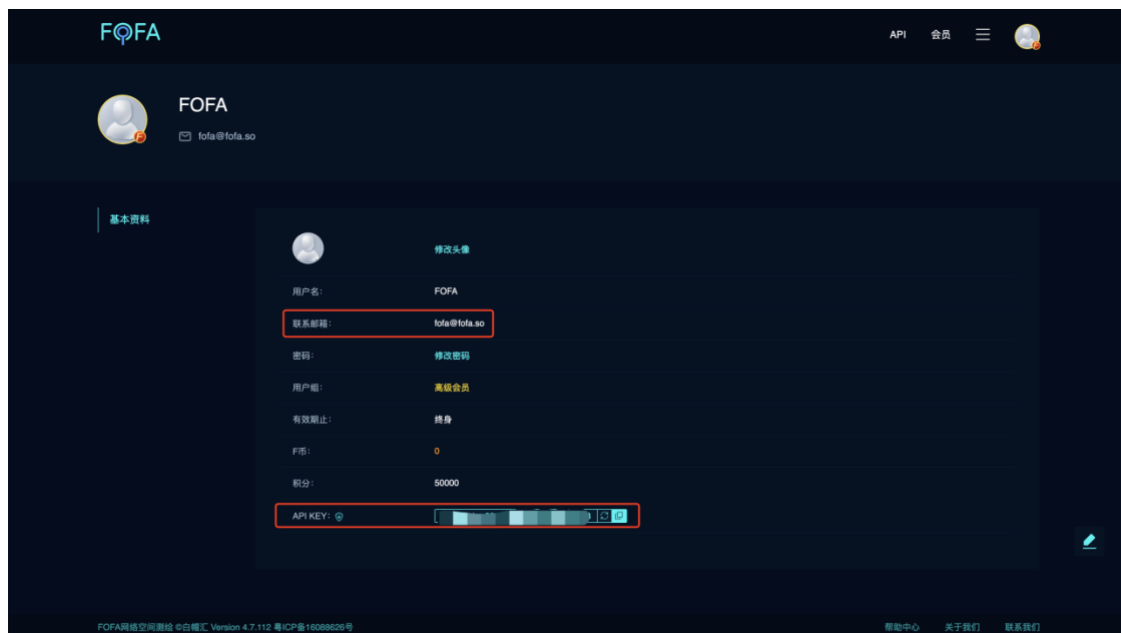 FOFA
API 会员
FOFA
fofa@fofa.so
基本资料
修改头像
用户名: FOFA
联系邮箱: fofa@fofa.so
密码: 修改密码
用户组: 高级会员
有效期止: 终身
F币: 0
积分: 50000
API KEY:
FOFA网络空间测绘 ©白帽汇 Version 4.7.112 粤ICP备16088626号
帮助中心 关于我们 联系我们